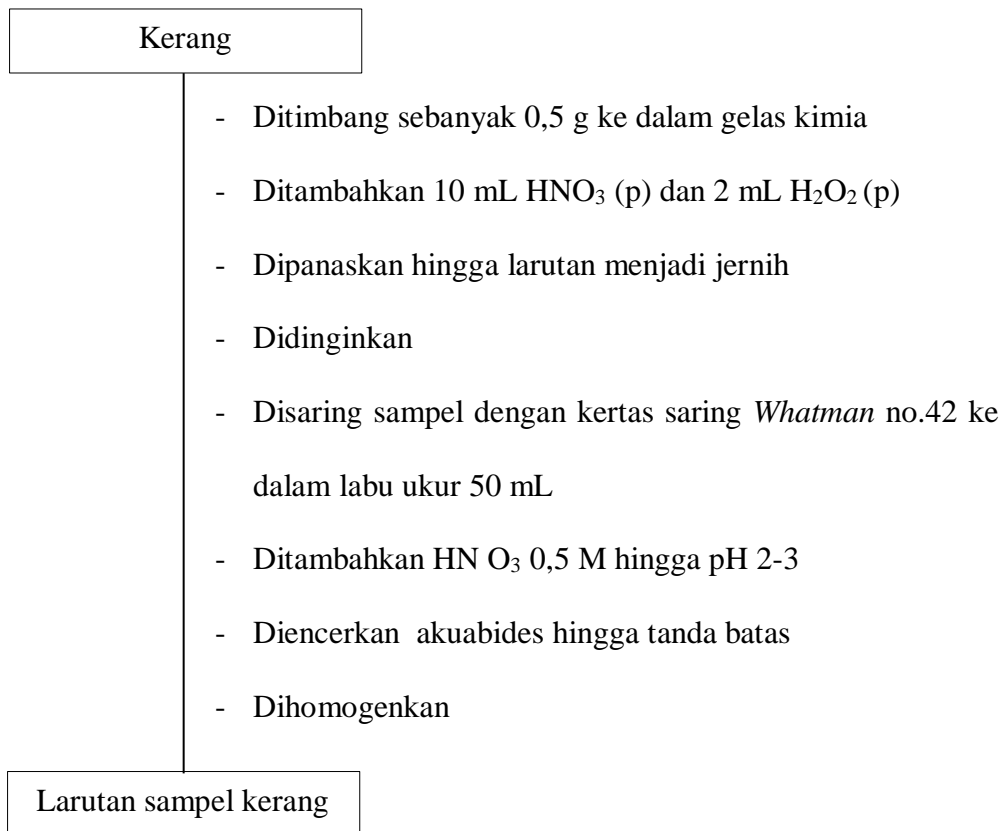 Kerang
- Ditimbang sebanyak 0,5 g ke dalam gelas kimia
- Ditambahkan 10 mL HNO₃ (p) dan 2 mL H₂O₂ (p)
- Dipanaskan hingga larutan menjadi jernih
- Didinginkan
- Disaring sampel dengan kertas saring Whatman no.42 ke
dalam labu ukur 50 mL
- Ditambahkan HN O₃ 0,5 M hingga pH 2-3
- Diencerkan akuabides hingga tanda batas
- Dihomogenkan
Larutan sampel kerang